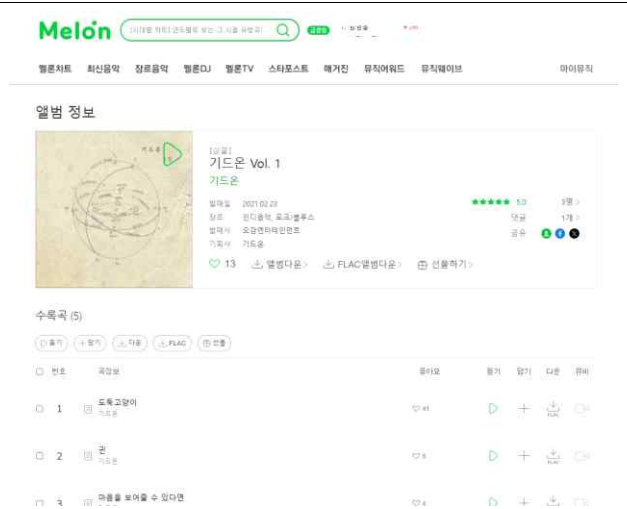 Melon
멜론차트 최신음악 장르음악 멜론DJ 멜론TV 스타포스트 매거진 뮤직어워드 뮤직웨이브 마이뮤직
앨범 정보
기드온
[싱글]
기드온 Vol. 1
기드온
발매일 2021.02.23
장르 인디음악, 포크/블루스
발매사 오감엔터테인먼트
기획사 기드온
★★★★★ 5.0 3명 >
댓글 1개 >
공유
13 앨범다운 > FLAC앨범다운 > 선물하기 >
수록곡 (5)
듣기 담기 다운 FLAC 선물
번호 곡정보 좋아요 듣기 담기 다운 뮤비
1 도둑고양이
기드온
2 귄
기드온
3 마음을 보여줄 수 있다면